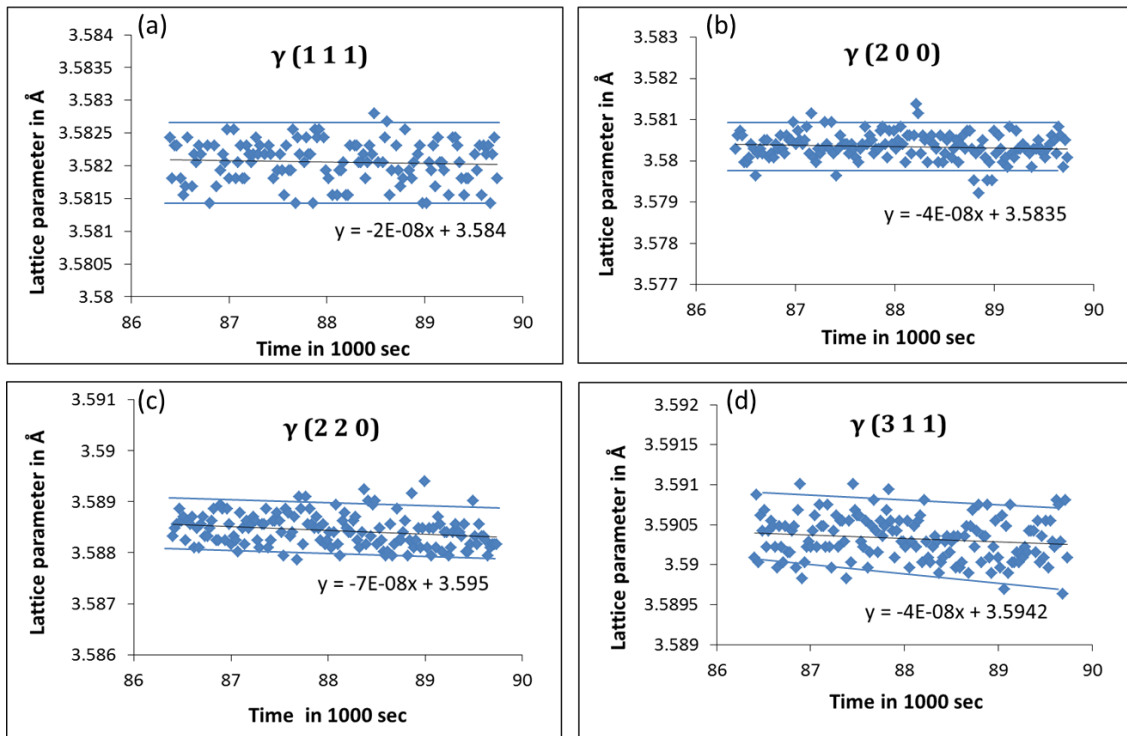 (a)
γ (1 1 1)
Lattice parameter in Å
3.584
3.5835
3.583
3.5825
3.582
3.5815
3.581
3.5805
3.58
y = -2E-08x + 3.584
86 87 88 89 90
Time in 1000 sec
(b)
γ (2 0 0)
Lattice parameter in Å
3.583
3.582
3.581
3.58
3.579
3.578
3.577
y = -4E-08x + 3.5835
86 87 88 89 90
Time in 1000 sec
(c)
γ (2 2 0)
Lattice parameter in Å
3.591
3.59
3.589
3.588
3.587
3.586
y = -7E-08x + 3.595
86 87 88 89 90
Time in 1000 sec
(d)
γ (3 1 1)
Lattice parameter in Å
3.592
3.5915
3.591
3.5905
3.59
3.5895
3.589
y = -4E-08x + 3.5942
86 87 88 89 90
Time in 1000 sec